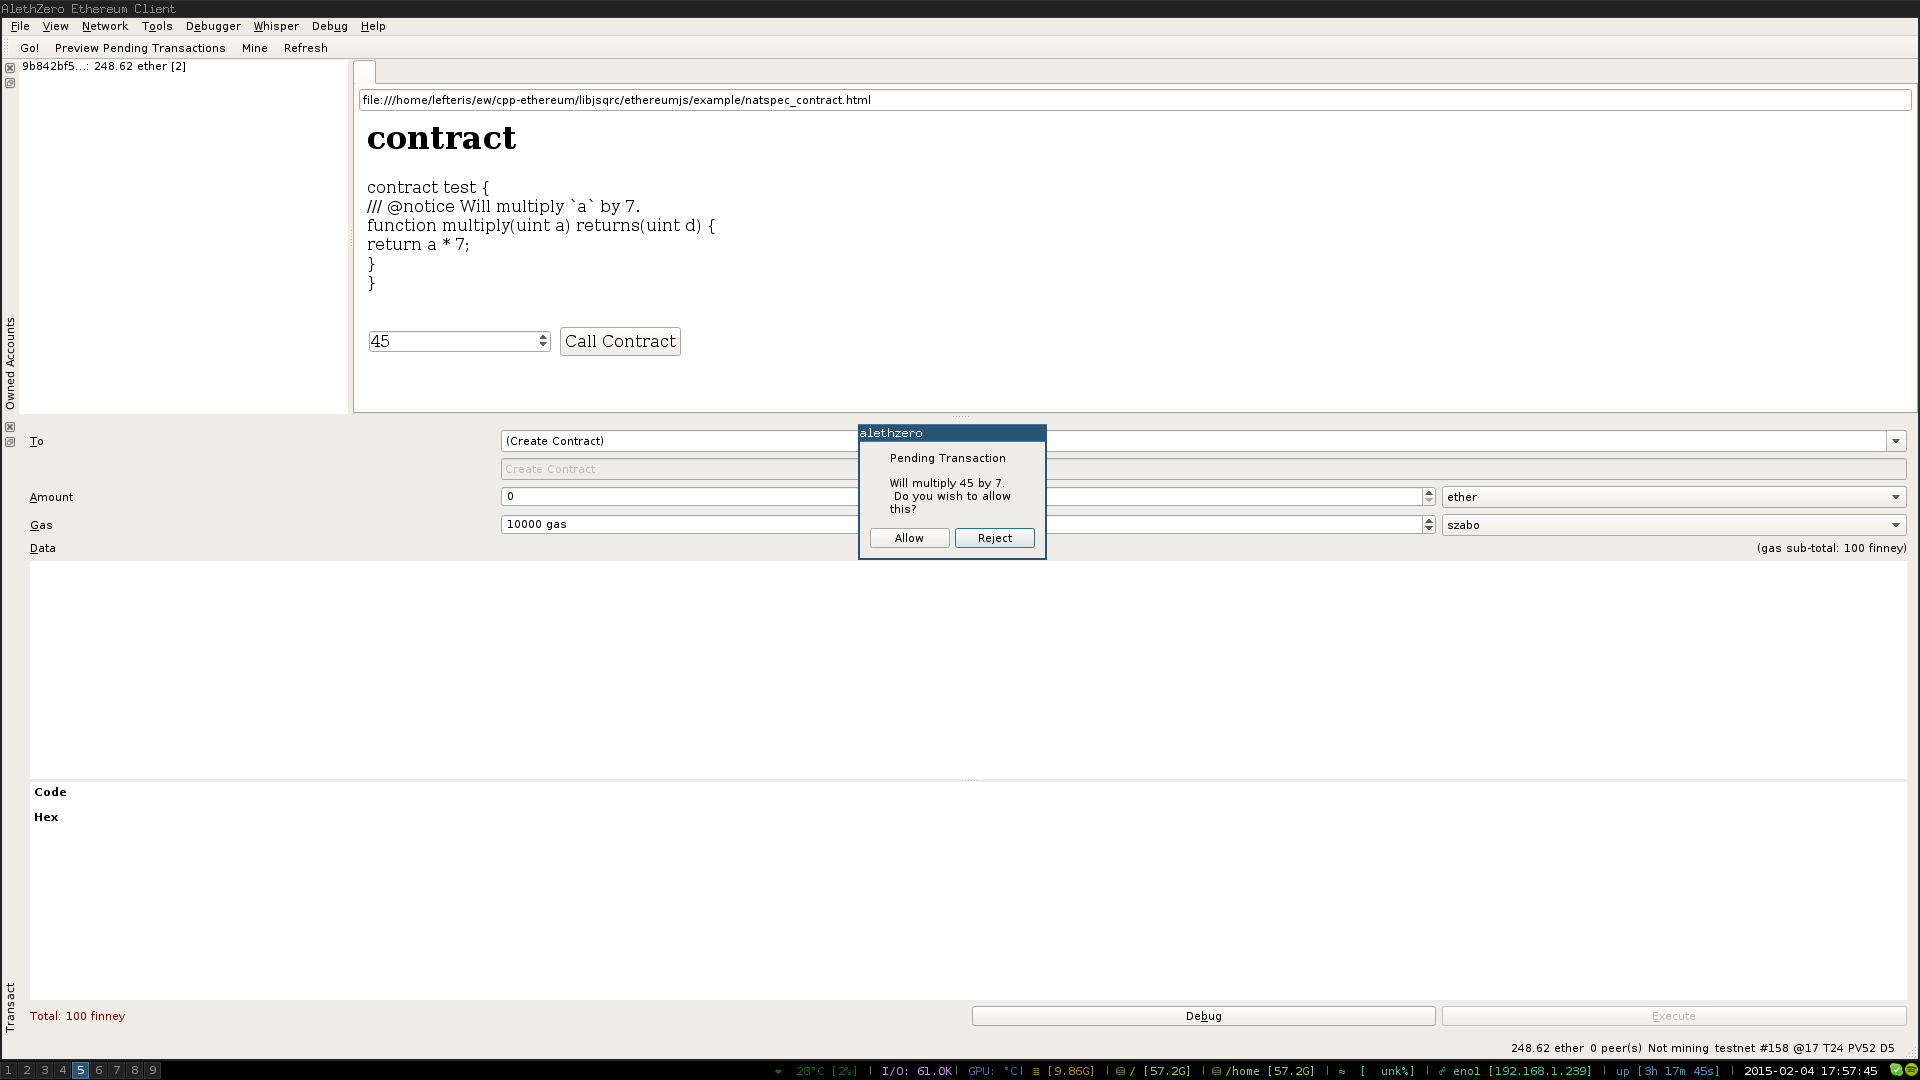 AlethZero Ethereum Client
File View Network Tools Debugger Whisper Debug Help
Go! Preview Pending Transactions Mine Refresh
9b842bf5...: 248.62 ether [2]
Owned Accounts
file:///home/lefteris/ew/cpp-ethereum/libjsqrc/ethereumjs/example/natspec_contract.html
contract
contract test {
/// @notice Will multiply `a` by 7.
function multiply(uint a) returns(uint d) {
return a * 7;
}
}
45 Call Contract
To (Create Contract)
Create Contract
Amount 0 ether
Gas 10000 gas szabo
Data (gas sub-total: 100 finney)
alethzero
Pending Transaction
Will multiply 45 by 7.
Do you wish to allow
this?
Allow Reject
Code
Hex
Transact
Total: 100 finney Debug Execute
248.62 ether 0 peer(s) Not mining testnet #158 @17 T24 PV52 D5
1 2 3 4 5 6 7 8 9 28°C [2%] | I/O: 61.0K| GPU: °C| [9.86G] | / [57.2G] | /home [57.2G] | ≈ [ unk%] | eno1 [192.168.1.239] | up [3h 17m 45s] | 2015-02-04 17:57:45